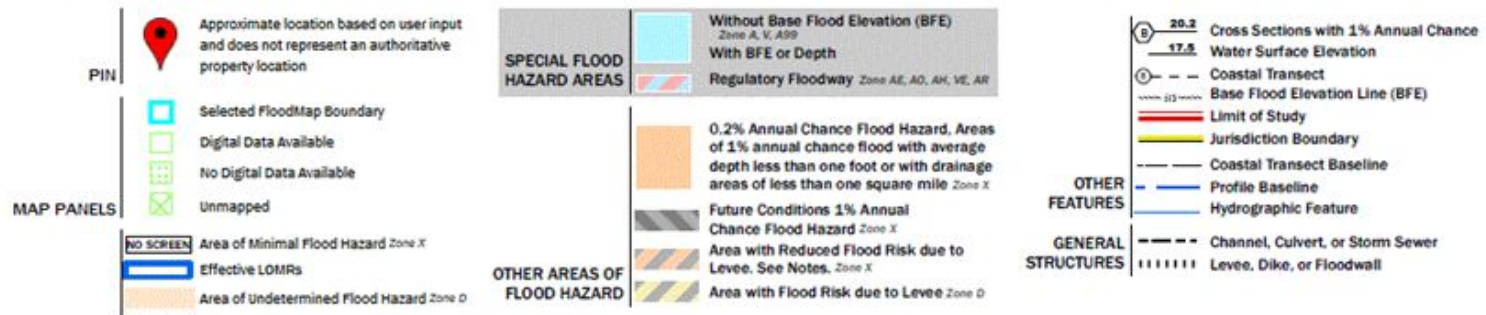 PIN
Approximate location based on user input
and does not represent an authoritative
property location
MAP PANELS
Selected FloodMap Boundary
Digital Data Available
No Digital Data Available
Unmapped
NO SCREEN Area of Minimal Flood Hazard Zone X
Effective LOMRs
Area of Undetermined Flood Hazard Zone D
SPECIAL FLOOD
HAZARD AREAS
Without Base Flood Elevation (BFE)
Zone A, V, A99
With BFE or Depth
Regulatory Floodway Zone AE, AO, AH, VE, AR
OTHER AREAS OF
FLOOD HAZARD
0.2% Annual Chance Flood Hazard, Areas
of 1% annual chance flood with average
depth less than one foot or with drainage
areas of less than one square mile Zone X
Future Conditions 1% Annual
Chance Flood Hazard Zone X
Area with Reduced Flood Risk due to
Levee. See Notes. Zone X
Area with Flood Risk due to Levee Zone D
OTHER
FEATURES
B 20.2 Cross Sections with 1% Annual Chance
17.5 Water Surface Elevation
Coastal Transect
Base Flood Elevation Line (BFE)
Limit of Study
Jurisdiction Boundary
Coastal Transect Baseline
Profile Baseline
Hydrographic Feature
GENERAL
STRUCTURES
Channel, Culvert, or Storm Sewer
Levee, Dike, or Floodwall